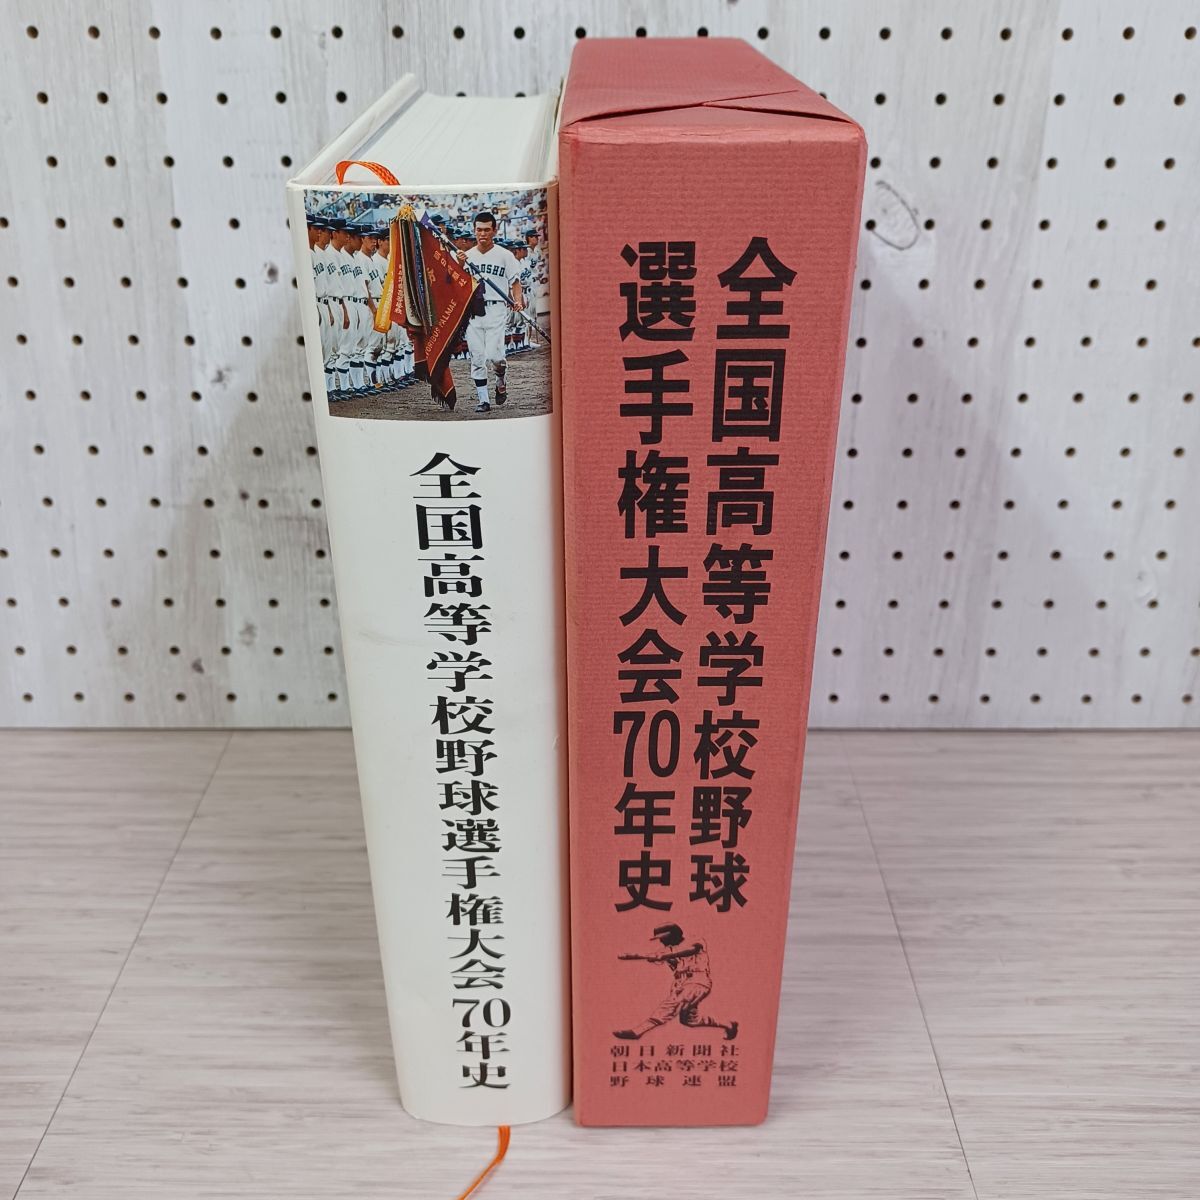 全国高等学校野球選手権大会70年史
全国高等学校野球
選手権大会70年史
朝日新聞社
日本高等学校
野球連盟